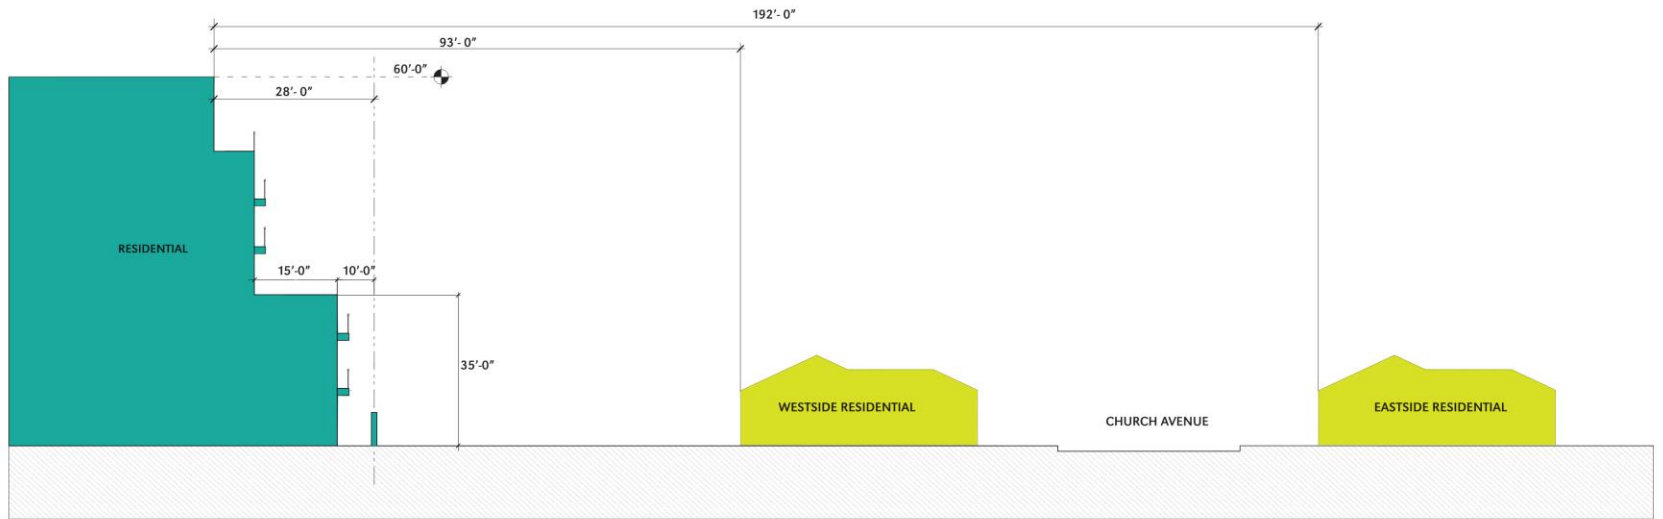 192'- 0"
93'- 0"
60'-0"
28'- 0"
RESIDENTIAL
15'-0"
10'-0"
35'-0"
WESTSIDE RESIDENTIAL
CHURCH AVENUE
EASTSIDE RESIDENTIAL